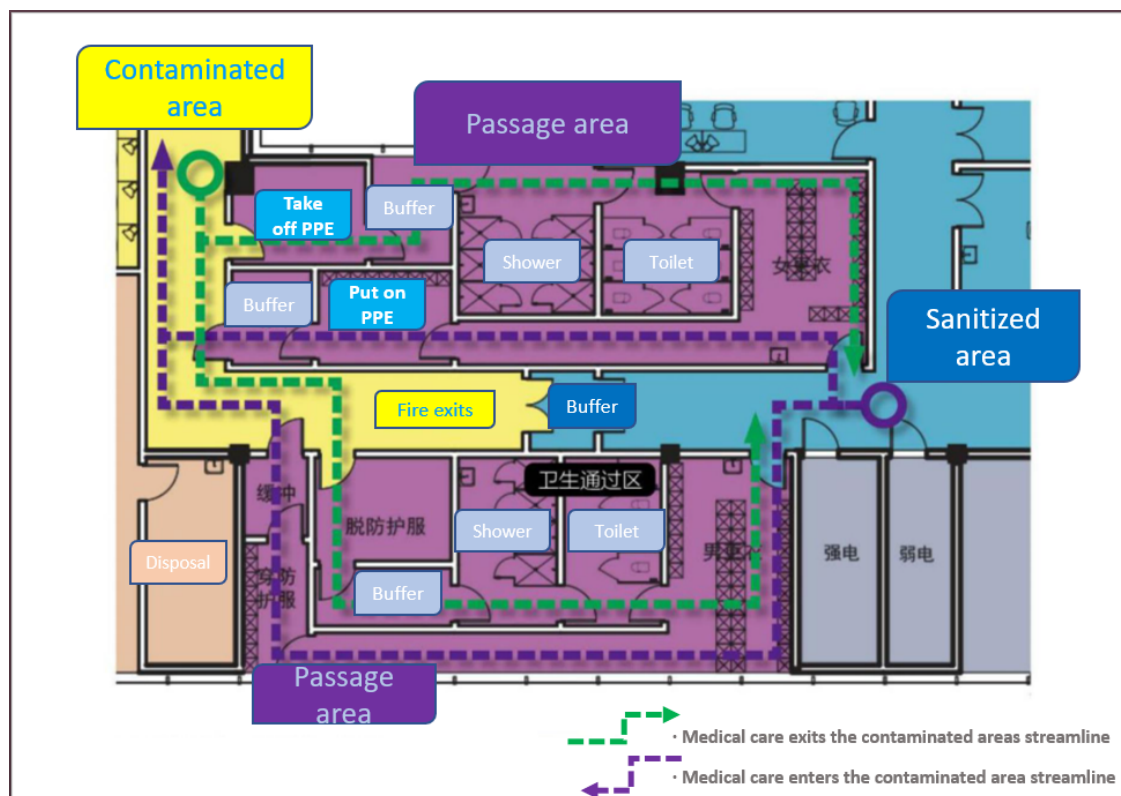 Contaminated
area
Passage area
Take
off PPE
Buffer
Shower
Toilet
女更衣
Buffer
Put on
PPE
Sanitized
area
Fire exits
Buffer
卫生通过区
缓冲
脱防护服
Shower
Toilet
男更衣
强电
弱电
Disposal
穿防
护服
Buffer
Passage
area
· Medical care exits the contaminated areas streamline
· Medical care enters the contaminated area streamline